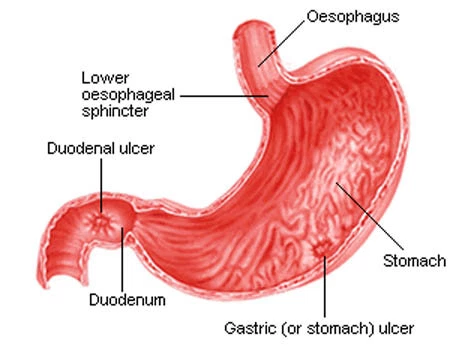 Oesophagus
Lower
oesophageal
sphincter
Duodenal ulcer
Stomach
Duodenum
Gastric (or stomach) ulcer